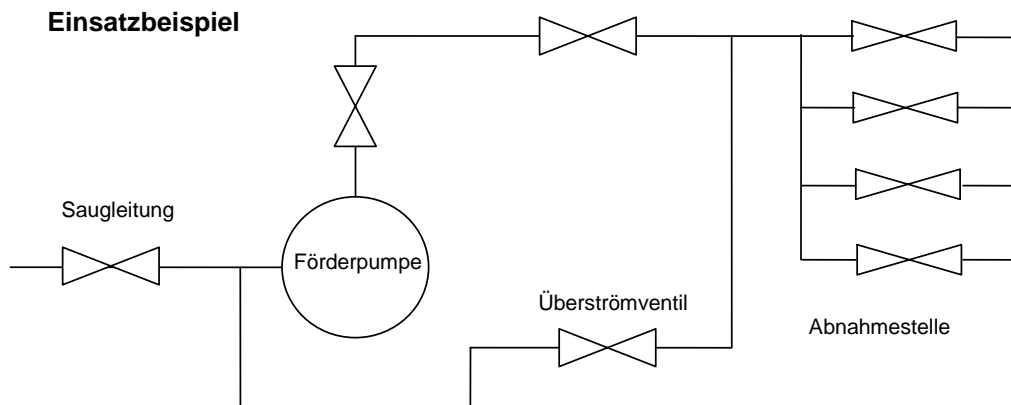 Einsatzbeispiel
Saugleitung
Förderpumpe
Überströmventil
Abnahmestelle